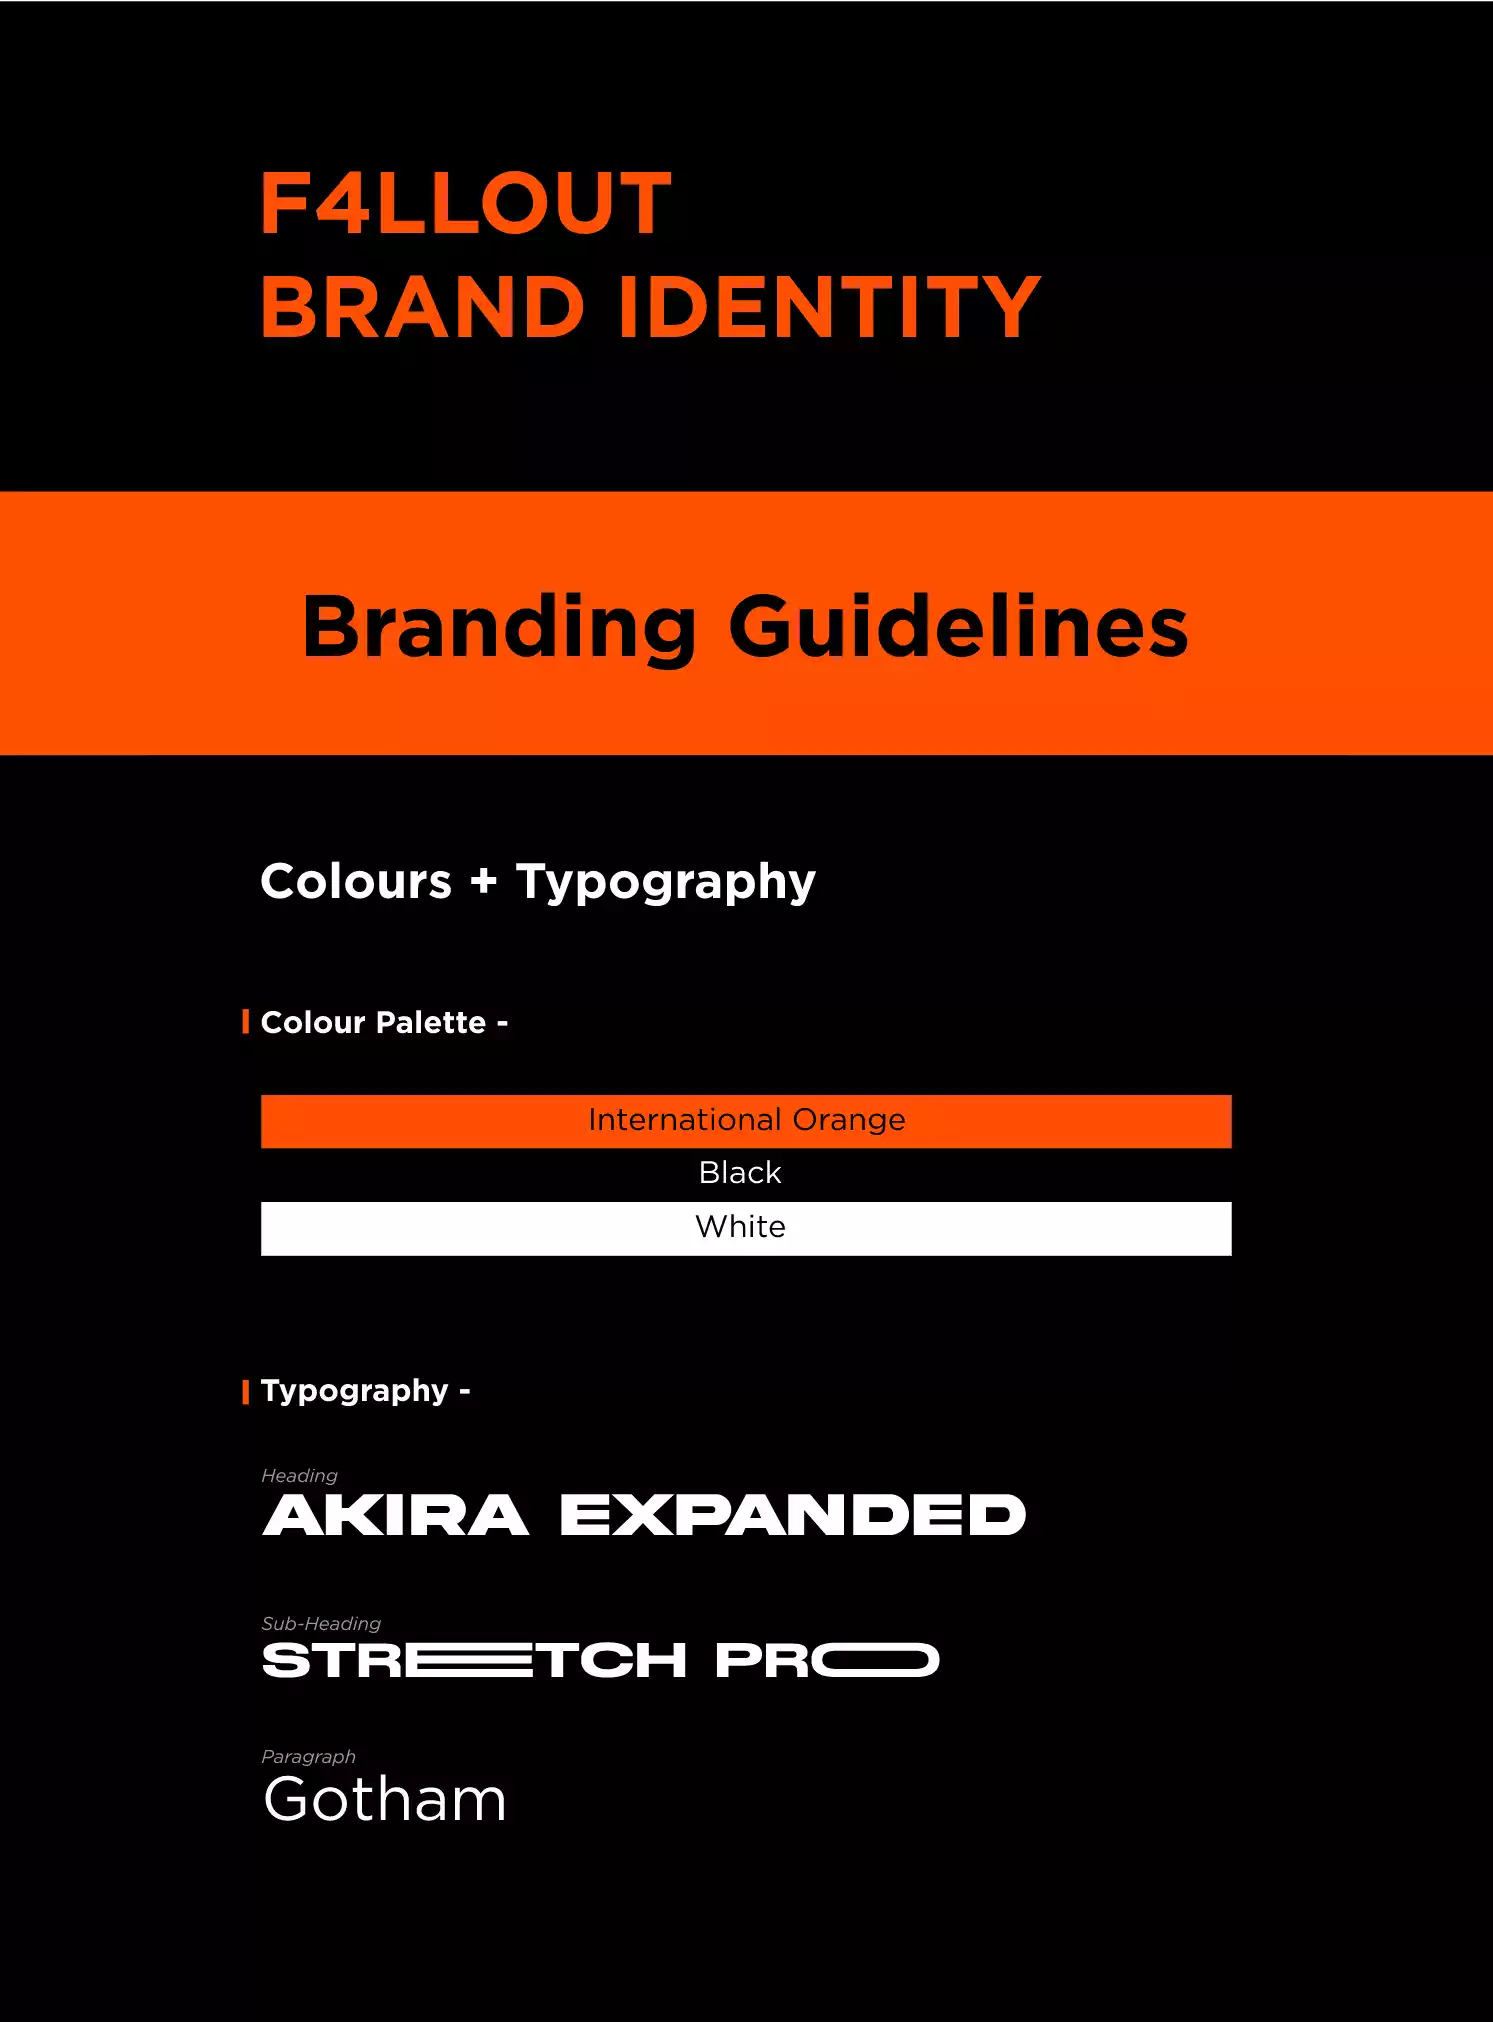 F4LLOUT
BRAND IDENTITY
Branding Guidelines
Colours + Typography
Colour Palette -
International Orange
Black
White
Typography -
Heading
AKIRA EXPANDED
Sub-Heading
STREETCH PRO
Paragraph
Gotham